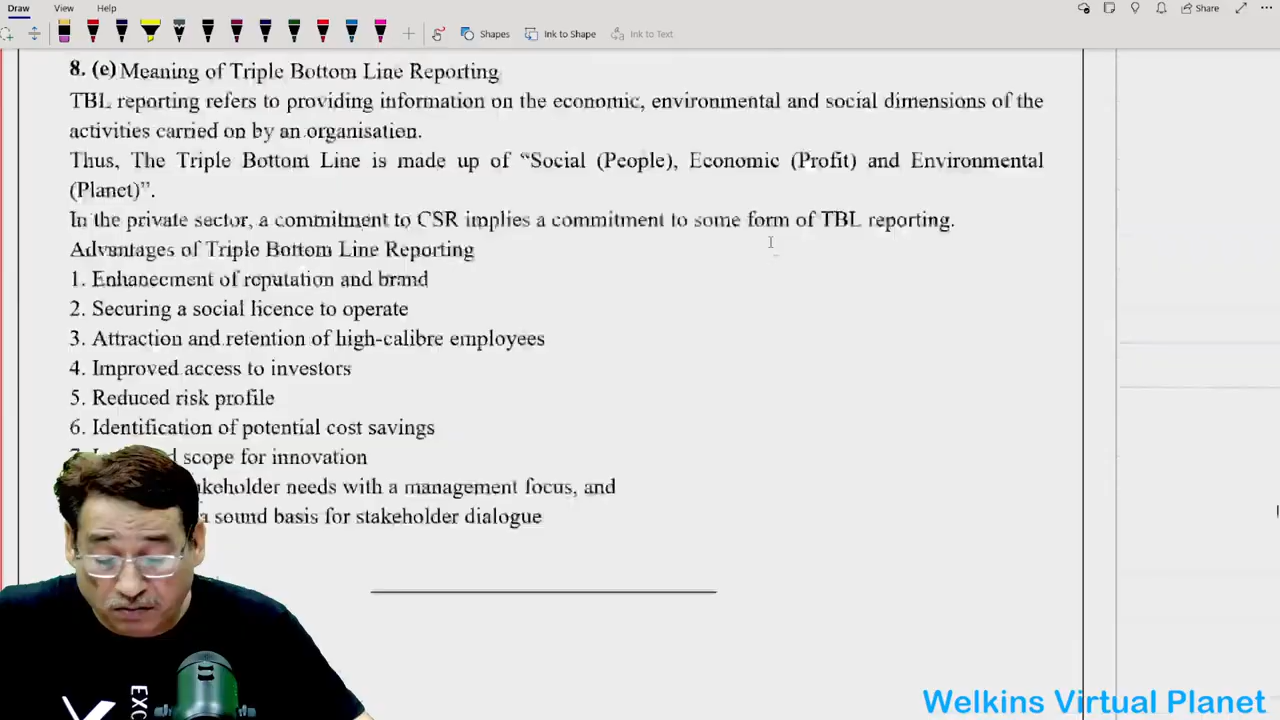 Draw View Help
Share
Shapes Ink to Shape Ink to Text
8. (e) Meaning of Triple Bottom Line Reporting
TBL reporting refers to providing information on the economic, environmental and social dimensions of the
activities carried on by an organisation.
Thus, The Triple Bottom Line is made up of “Social (People), Economic (Profit) and Environmental
(Planet)”.
In the private sector, a commitment to CSR implies a commitment to some form of TBL reporting.
Advantages of Triple Bottom Line Reporting
1. Enhancement of reputation and brand
2. Securing a social licence to operate
3. Attraction and retention of high-calibre employees
4. Improved access to investors
5. Reduced risk profile
6. Identification of potential cost savings
scope for innovation
needs with a management focus, and
a sound basis for stakeholder dialogue
EXC
Welkins Virtual Planet